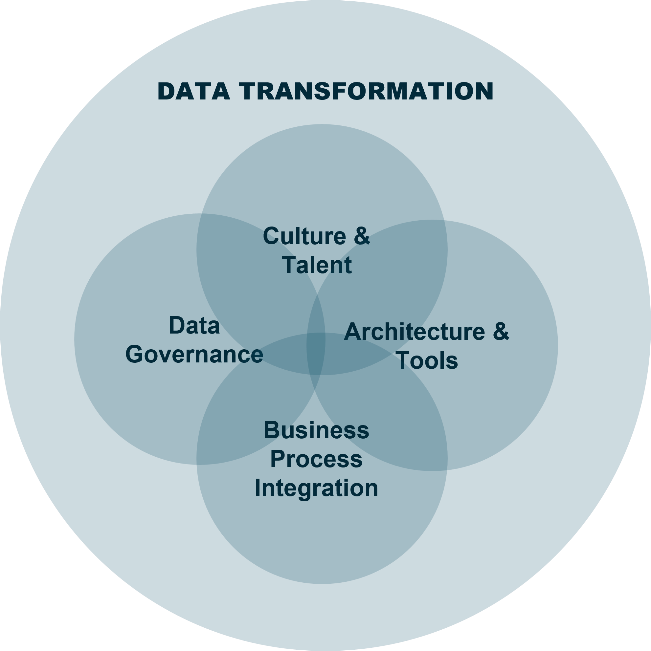 DATA TRANSFORMATION
Culture &
Talent
Data
Governance
Architecture &
Tools
Business
Process
Integration